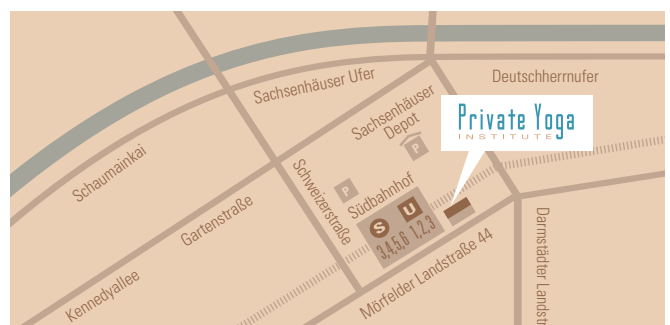 Sachsenhäuser Ufer
Deutschherrnufer
Schaumainkai
Sachsenhäuser
Depot
P
Private Yoga
INSTITUTE
Schweizerstraße
P
Südbahnhof
S U
3,4,5,6 1,2,3
Gartenstraße
Kennedyallee
Mörfelder Landstraße 44
Darmstädter Landstr